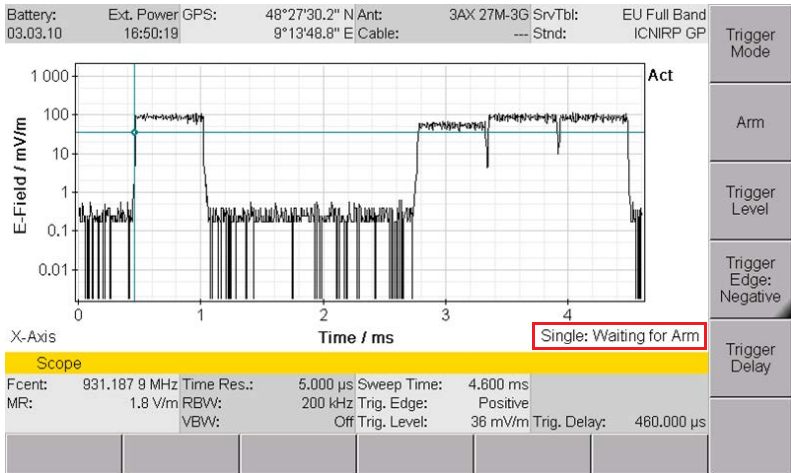 Battery: Ext. Power GPS: 48°27'30.2" N Ant: 3AX 27M-3G SrvTbl: EU Full Band
03.03.10 16:50:19 9°13'48.8" E Cable: --- Stnd: ICNIRP GP
Trigger
Mode
Arm
Trigger
Level
Trigger
Edge:
Negative
Trigger
Delay
Act
E-Field / mV/m
1 000
100
10
1
0.1
0.01
0 1 2 3 4
X-Axis Time / ms Single: Waiting for Arm
Scope
Fcent: 931.187 9 MHz Time Res.: 5.000 µs Sweep Time: 4.600 ms
MR: 1.8 V/m RBW: 200 kHz Trig. Edge: Positive
VBW: Off Trig. Level: 36 mV/m Trig. Delay: 460.000 µs